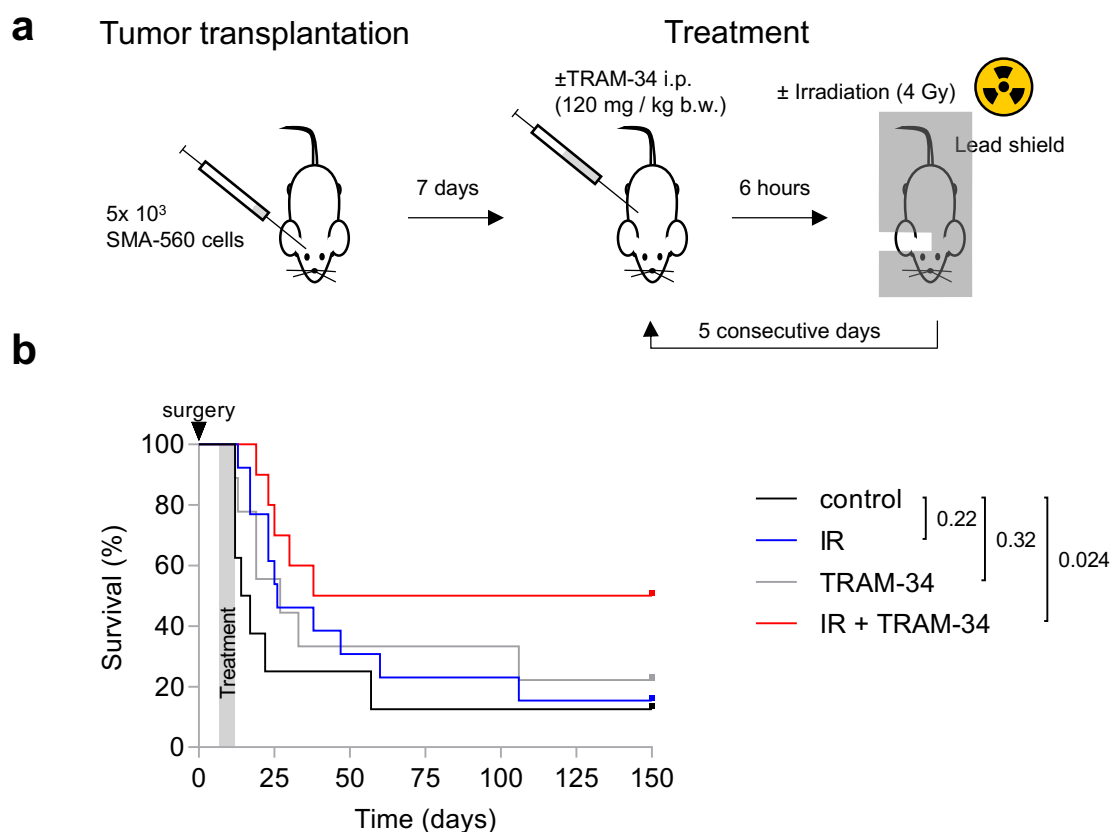 a
Tumor transplantation
Treatment
±TRAM-34 i.p.
(120 mg / kg b.w.)
± Irradiation (4 Gy)
Lead shield
5x 10³
SMA-560 cells
7 days
6 hours
5 consecutive days
b
surgery
Survival (%)
100
80
60
40
20
0
Treatment
0 25 50 75 100 125 150
Time (days)
control
IR
TRAM-34
IR + TRAM-34
0.22
0.32
0.024